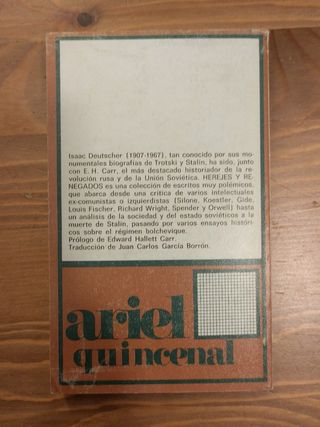 Isaac Deutscher (1907-1967), tan conocido por sus mo-
numentales biografías de Trotski y Stalin, ha sido, junto
con E. H. Carr, el más destacado historiador de la re-
volución rusa y de la Unión Soviética. HEREJES Y RE-
NEGADOS es una colección de escritos muy polémicos,
que abarca desde una crítica de varios intelectuales
ex-comunistas o izquierdistas (Silone, Koestler, Gide,
Louis Fischer, Richard Wright, Spender y Orwell) hasta
un análisis de la sociedad y del estado soviéticos a la
muerte de Stalin, pasando por varios ensayos históri-
cos sobre el régimen bolchevique.
Prólogo de Edward Hallett Carr.
Traducción de Juan Carlos García Borrón.
ariel
quincenal